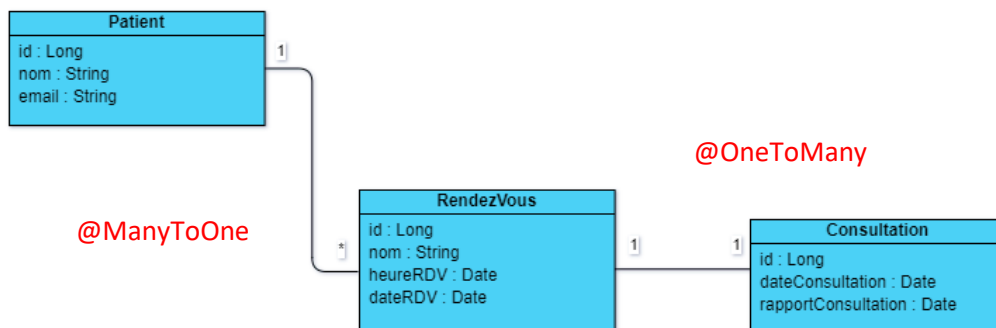 Patient
id : Long
nom : String
email : String
1
@OneToMany
@ManyToOne
*
RendezVous
id : Long
nom : String
heureRDV : Date
dateRDV : Date
1
1
Consultation
id : Long
dateConsultation : Date
rapportConsultation : Date